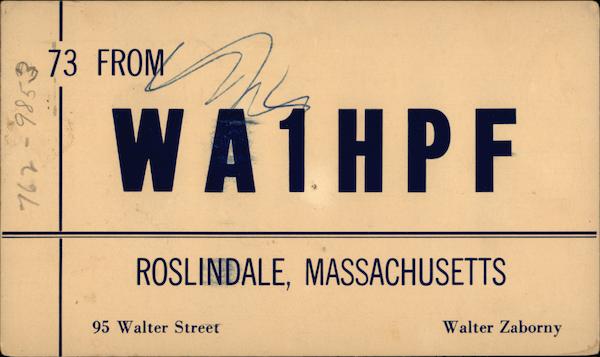 73 FROM
WA1HPF
ROSLINDALE, MASSACHUSETTS
95 Walter Street
Walter Zaborny
762-9853